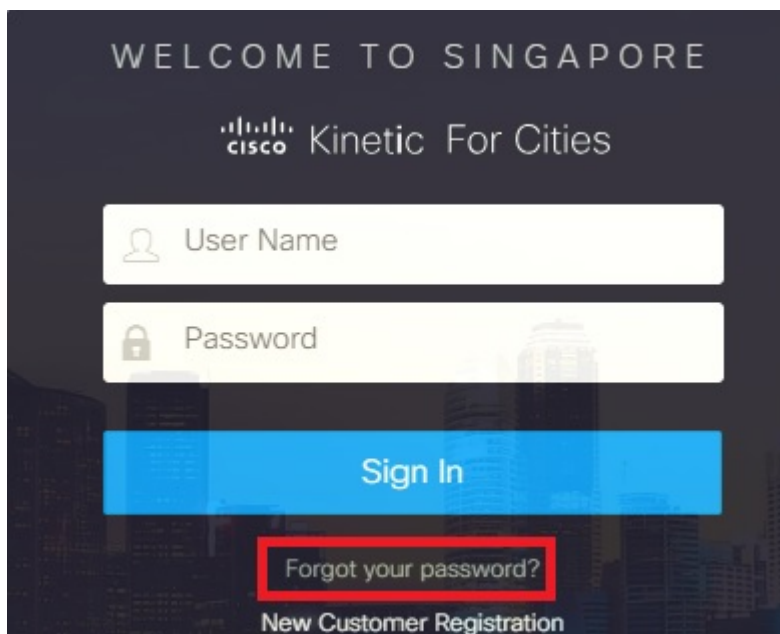 WELCOME TO SINGAPORE
cisco Kinetic For Cities
User Name
Password
Sign In
Forgot your password?
New Customer Registration